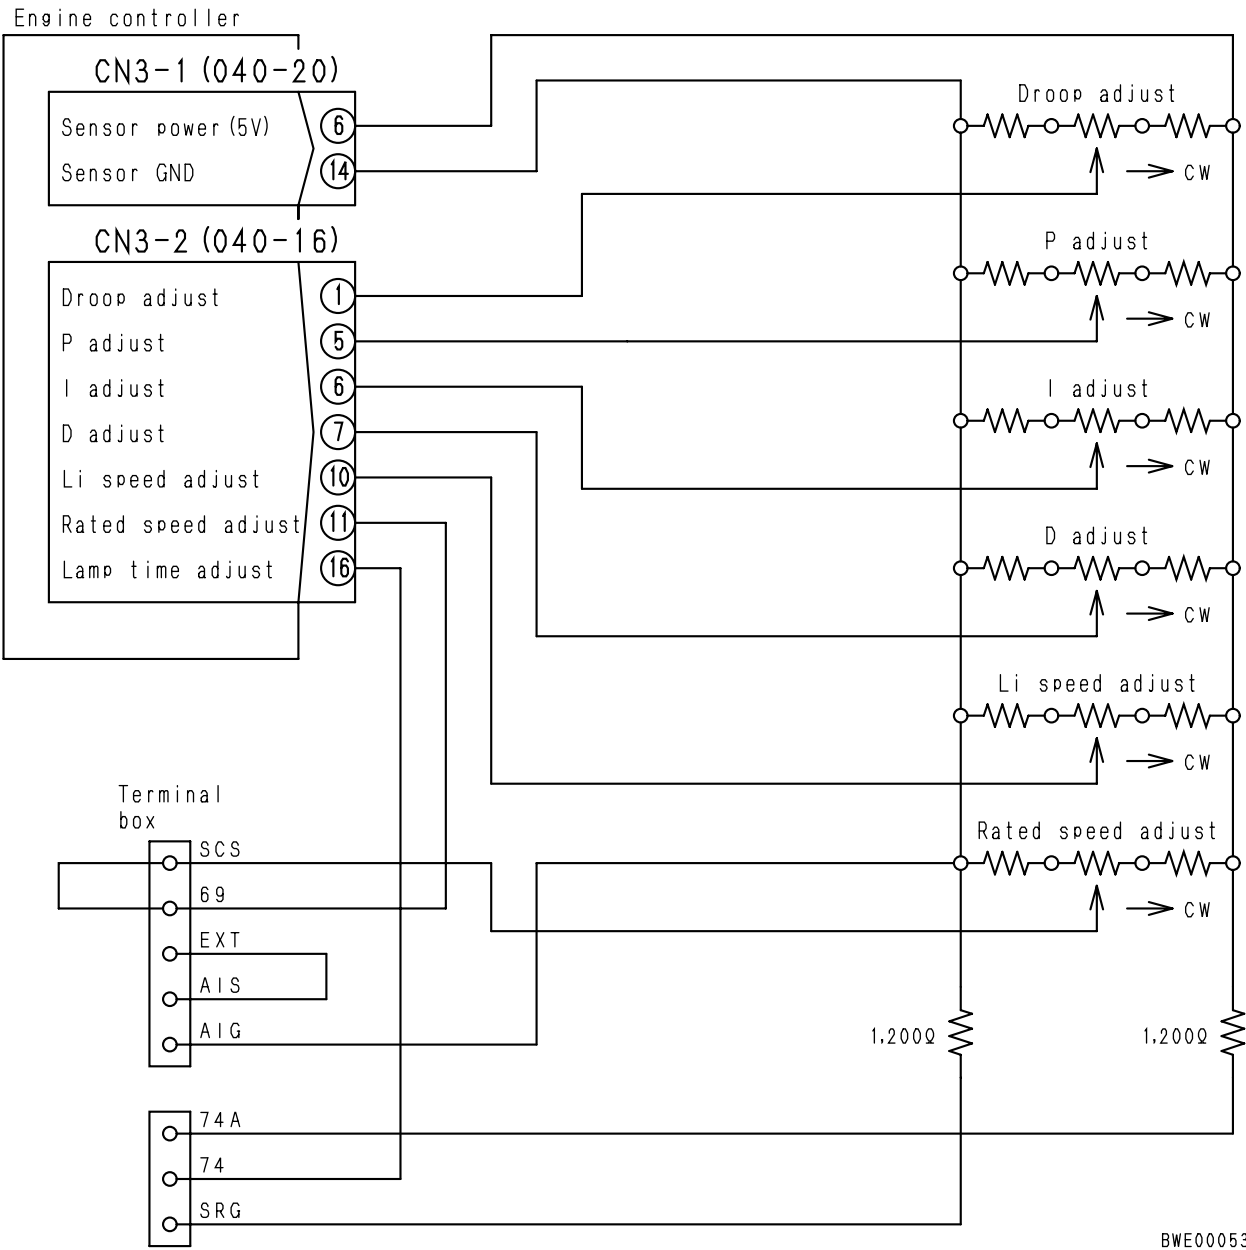 Engine controller
CN3-1 (040-20)
Sensor power (5V)
6
Sensor GND
14
CN3-2 (040-16)
Droop adjust
1
P adjust
5
I adjust
6
D adjust
7
Li speed adjust
10
Rated speed adjust
11
Lamp time adjust
16
Droop adjust
CW
P adjust
CW
I adjust
CW
D adjust
CW
Li speed adjust
CW
Rated speed adjust
CW
1,200Ω
1,200Ω
Terminal
box
SCS
69
EXT
AIS
AIG
74A
74
SRG
BWE00053